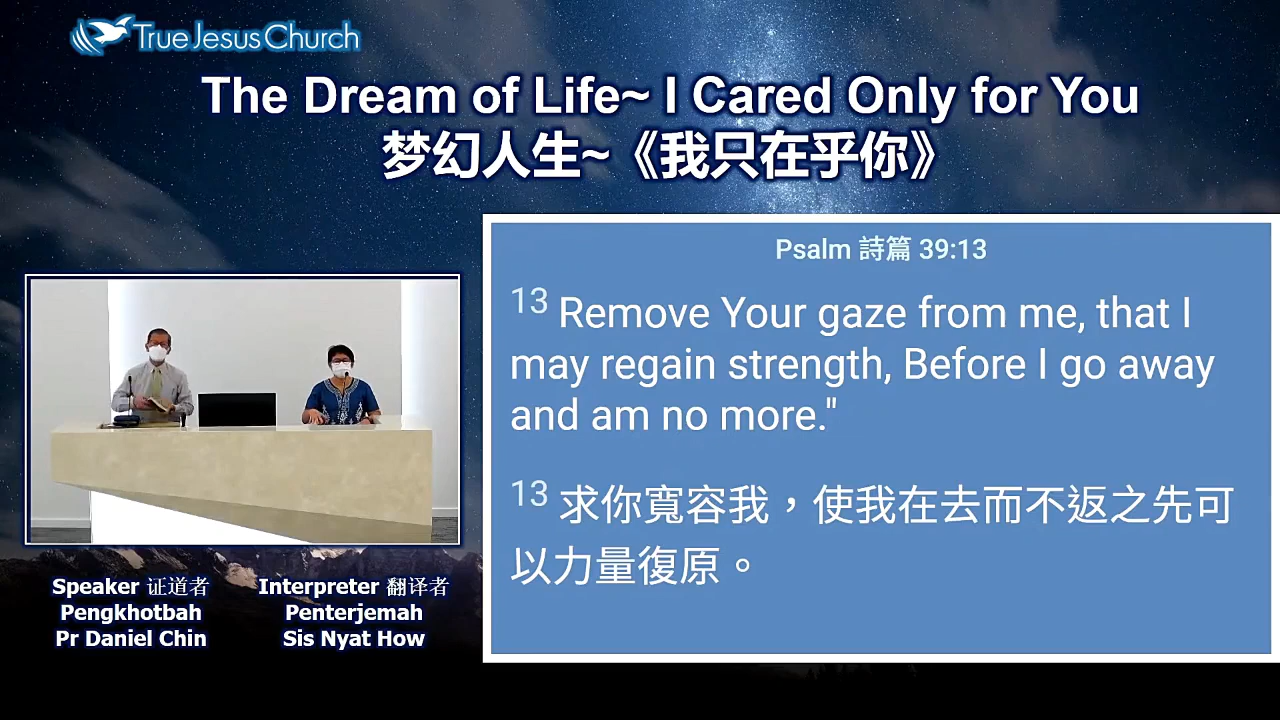 True Jesus Church
The Dream of Life~ I Cared Only for You
梦幻人生~《我只在乎你》
Psalm 詩篇 39:13
13 Remove Your gaze from me, that I
may regain strength, Before I go away
and am no more."
13 求你寬容我，使我在去而不返之先可
以力量復原。
Speaker 证道者
Pengkhotbah
Pr Daniel Chin
Interpreter 翻译者
Penterjemah
Sis Nyat How